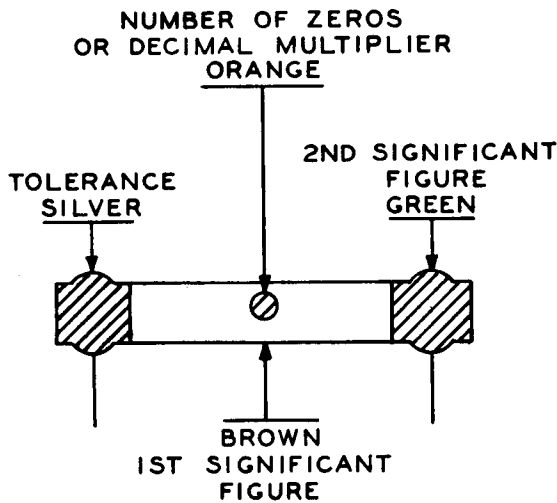 NUMBER OF ZEROS
OR DECIMAL MULTIPLIER
ORANGE
2ND SIGNIFICANT
FIGURE
GREEN
TOLERANCE
SILVER
BROWN
1ST SIGNIFICANT
FIGURE